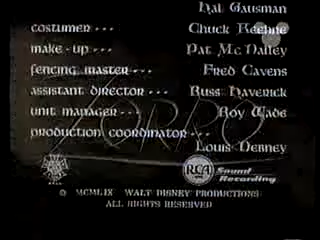 Hal Gausman
costumer --- Chuck Keehne
make-up --- Pat McNalley
fencing master --- Fred Cavens
assistant director --- Russ Haverick
unit manager --- Roy Wade
production coordinator ---
Louis Debney
ZORRO
RCA Sound Recording
© MCMLIX WALT DISNEY PRODUCTIONS
ALL RIGHTS RESERVED